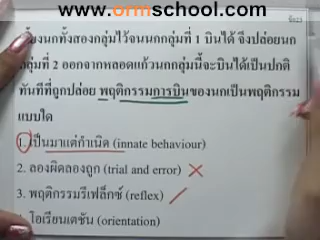 www.ormschool.com
ข้อ23
เลี้ยงนกทั้งสองกลุ่มไว้จนนกกลุ่มที่ 1 บินได้ จึงปล่อยนก
กลุ่มที่ 2 ออกจากหลอดแก้วนกกลุ่มนี้จะบินได้เป็นปกติ
ทันทีที่ถูกปล่อย พฤติกรรมการบินของนกเป็นพฤติกรรม
แบบใด
1. เป็นมาแต่กำเนิด (innate behaviour)
2. ลองผิดลองถูก (trial and error)
3. พฤติกรรมรีเฟล็กซ์ (reflex)
4. โอเรียนเตชัน (orientation)